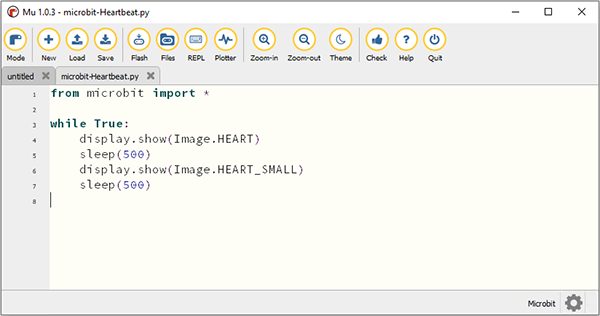 Mu 1.0.3 - microbit-Heartbeat.py
Mode New Load Save Flash Files REPL Plotter Zoom-in Zoom-out Theme Check Help Quit
untitled microbit-Heartbeat.py
1 from microbit import *
2
3 while True:
4     display.show(Image.HEART)
5     sleep(500)
6     display.show(Image.HEART_SMALL)
7     sleep(500)
8
Microbit